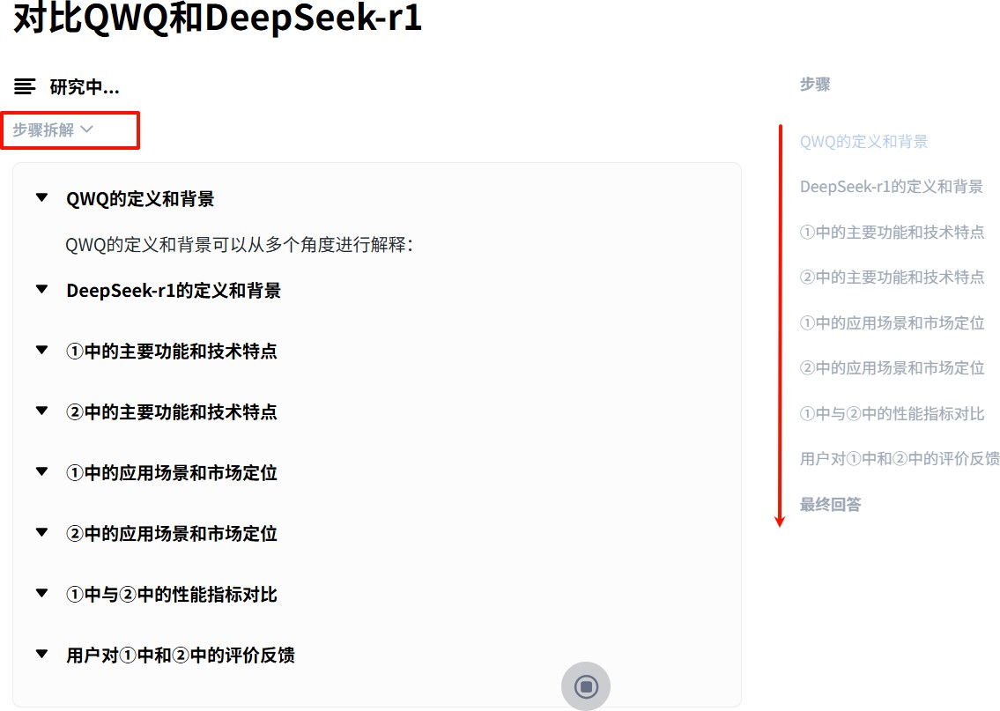 对比QWQ和DeepSeek-r1
研究中...
步骤拆解
QWQ的定义和背景
QWQ的定义和背景可以从多个角度进行解释：
DeepSeek-r1的定义和背景
①中的主要功能和技术特点
②中的主要功能和技术特点
①中的应用场景和市场定位
②中的应用场景和市场定位
①中与②中的性能指标对比
用户对①中和②中的评价反馈
步骤
QWQ的定义和背景
DeepSeek-r1的定义和背景
①中的主要功能和技术特点
②中的主要功能和技术特点
①中的应用场景和市场定位
②中的应用场景和市场定位
①中与②中的性能指标对比
用户对①中和②中的评价反馈
最终回答